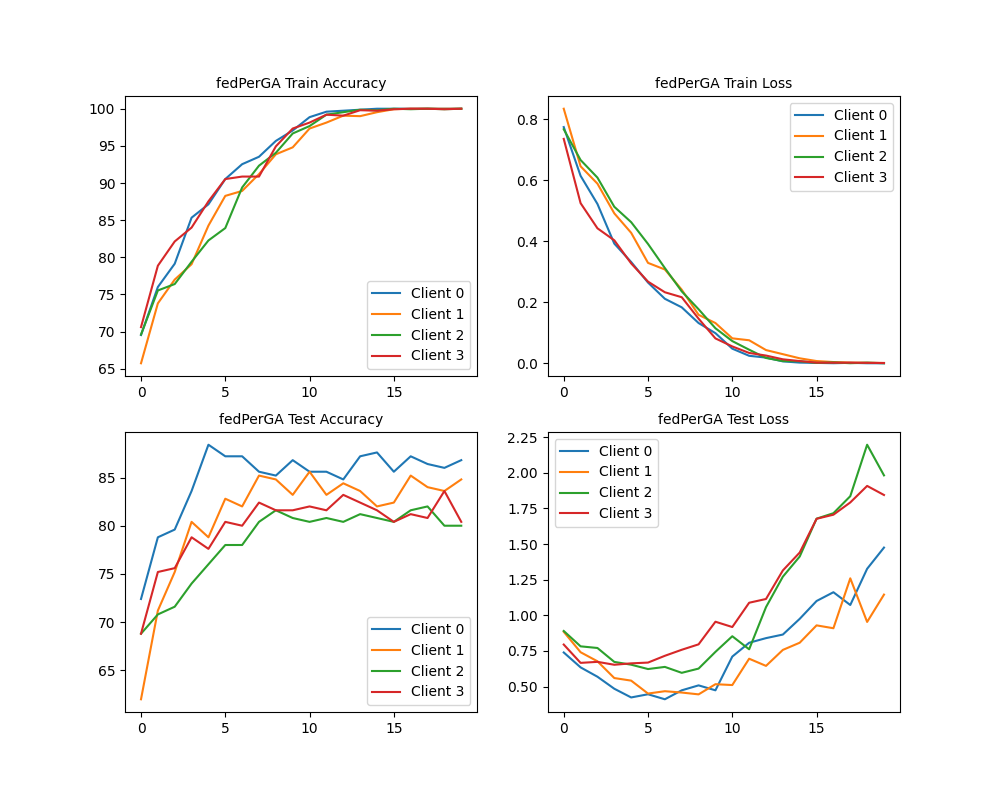 fedPerGA Train Accuracy
100
95
90
85
80
75
70
65
0
5
10
15
Client 0
Client 1
Client 2
Client 3
fedPerGA Train Loss
0.8
0.6
0.4
0.2
0.0
0
5
10
15
Client 0
Client 1
Client 2
Client 3
fedPerGA Test Accuracy
85
80
75
70
65
0
5
10
15
Client 0
Client 1
Client 2
Client 3
fedPerGA Test Loss
2.25
2.00
1.75
1.50
1.25
1.00
0.75
0.50
0
5
10
15
Client 0
Client 1
Client 2
Client 3